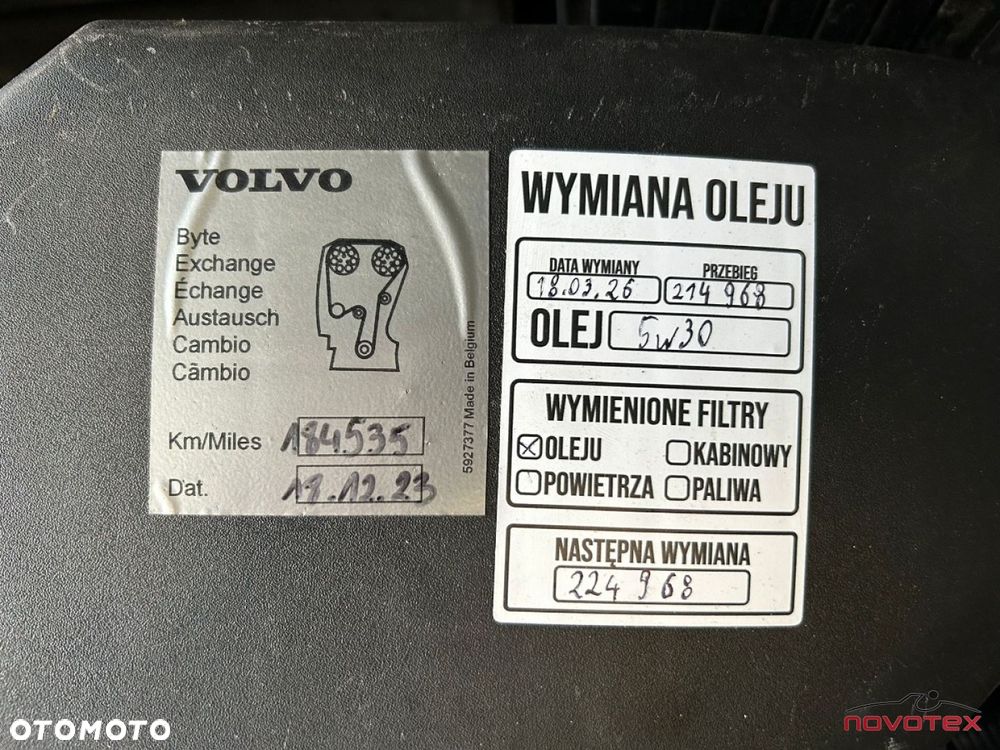 VOLVO
Byte
Exchange
Échange
Austausch
Cambio
Câmbio
Km/Miles 184535
Dat. 19.12.23
5927377 Made in Belgium
WYMIANA OLEJU
DATA WYMIANY PRZEBIEG
18.03.26 214 968
OLEJ 5w30
WYMIENIONE FILTRY
OLEJU KABINOWY
POWIETRZA PALIWA
NASTĘPNA WYMIANA
224 968
OTOMOTO
NOVOTEX